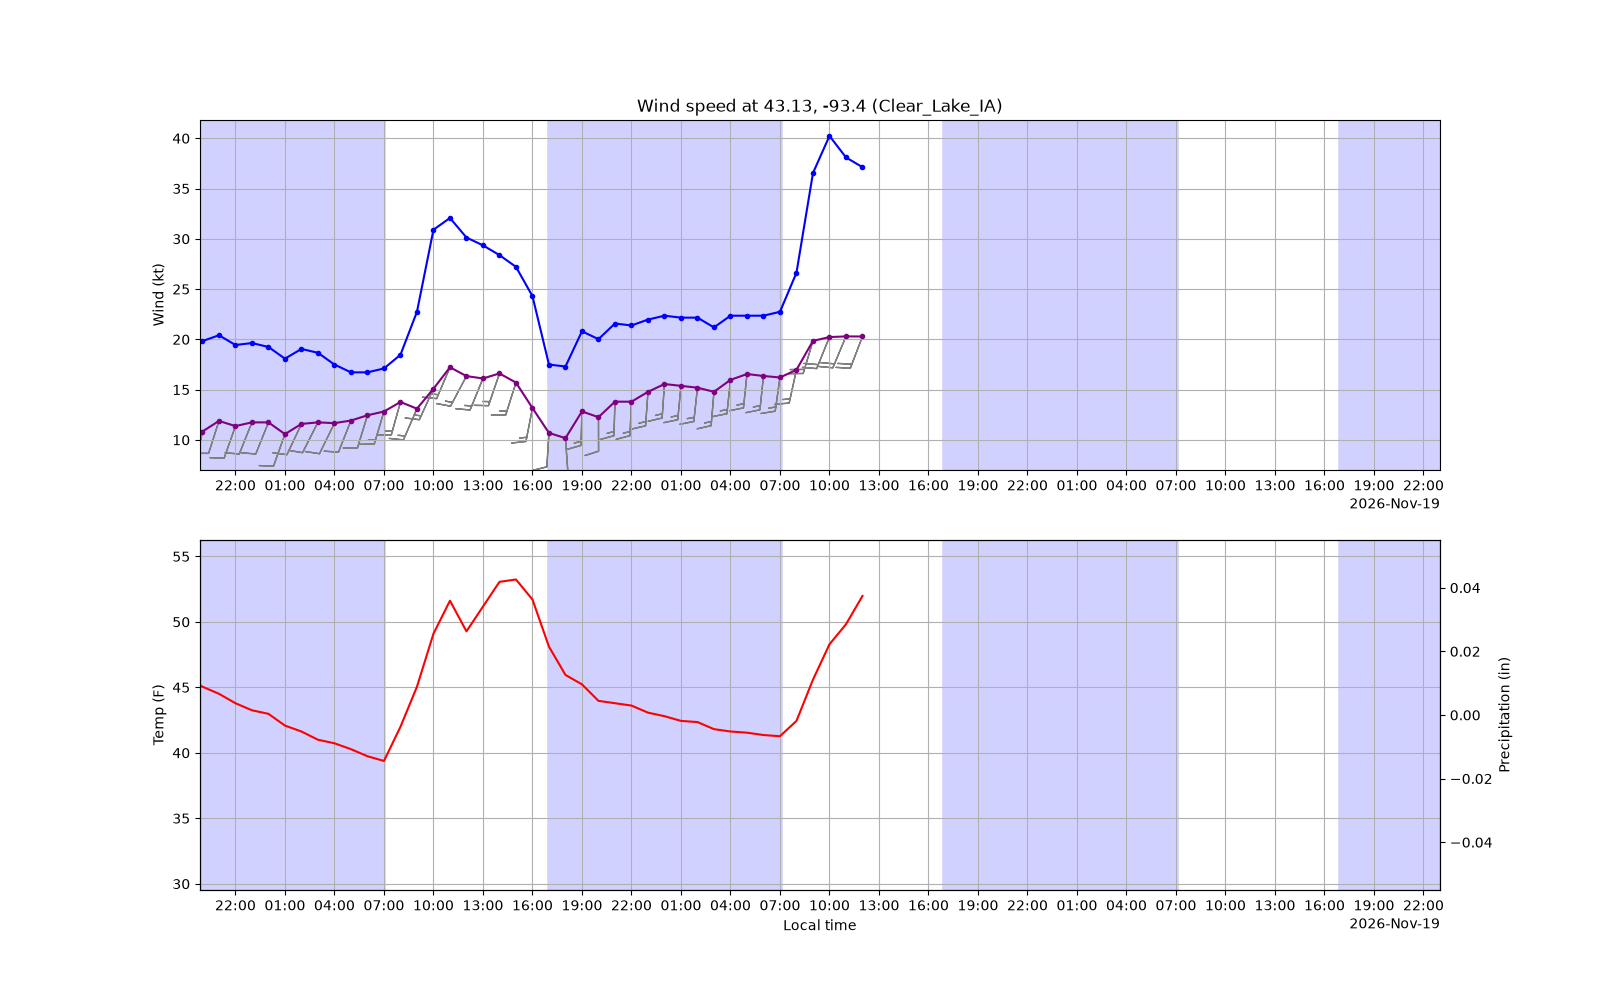 Wind speed at 43.13, -93.4 (Clear_Lake_IA)
Wind (kt)
40
35
30
25
20
15
10
22:00 01:00 04:00 07:00 10:00 13:00 16:00 19:00 22:00 01:00 04:00 07:00 10:00 13:00 16:00 19:00 22:00 01:00 04:00 07:00 10:00 13:00 16:00 19:00 22:00
2026-Nov-19
Temp (F)
55
50
45
40
35
30
0.04
0.02
0.00
−0.02
−0.04
Precipitation (in)
22:00 01:00 04:00 07:00 10:00 13:00 16:00 19:00 22:00 01:00 04:00 07:00 10:00 13:00 16:00 19:00 22:00 01:00 04:00 07:00 10:00 13:00 16:00 19:00 22:00
Local time
2026-Nov-19